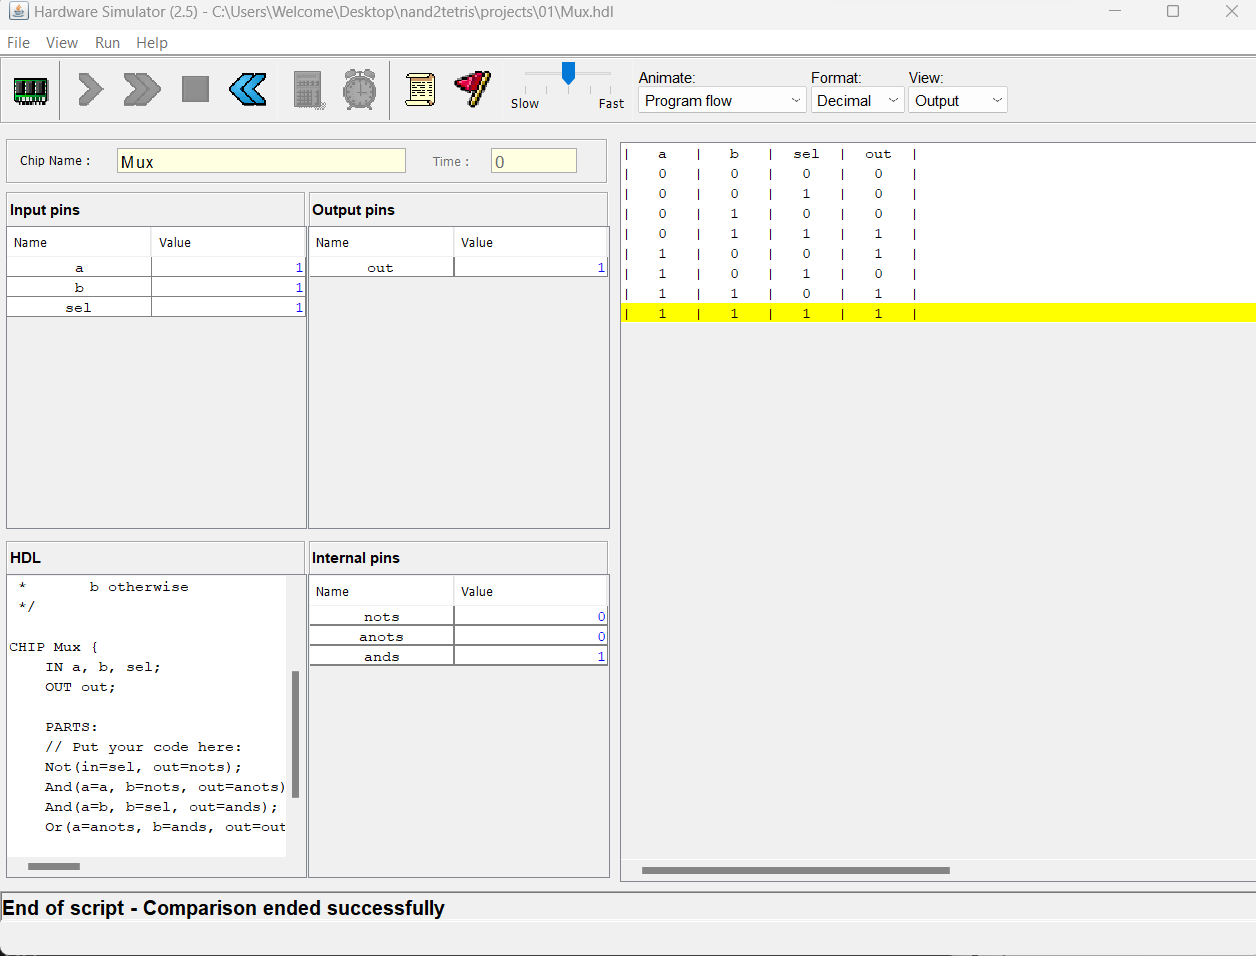 Hardware Simulator (2.5) - C:\Users\Welcome\Desktop\nand2tetris\projects\01\Mux.hdl
File View Run Help
Slow Fast
Animate: Format: View:
Program flow Decimal Output
Chip Name : Mux Time : 0
Input pins
Name Value
a 1
b 1
sel 1
Output pins
Name Value
out 1
HDL
* b otherwise
*/
CHIP Mux {
IN a, b, sel;
OUT out;
PARTS:
// Put your code here:
Not(in=sel, out=nots);
And(a=a, b=nots, out=anots)
And(a=b, b=sel, out=ands);
Or(a=anots, b=ands, out=out
Internal pins
Name Value
nots 0
anots 0
ands 1
| a | b | sel | out |
| 0 | 0 | 0 | 0 |
| 0 | 0 | 1 | 0 |
| 0 | 1 | 0 | 0 |
| 0 | 1 | 1 | 1 |
| 1 | 0 | 0 | 1 |
| 1 | 0 | 1 | 0 |
| 1 | 1 | 0 | 1 |
| 1 | 1 | 1 | 1 |
End of script - Comparison ended successfully